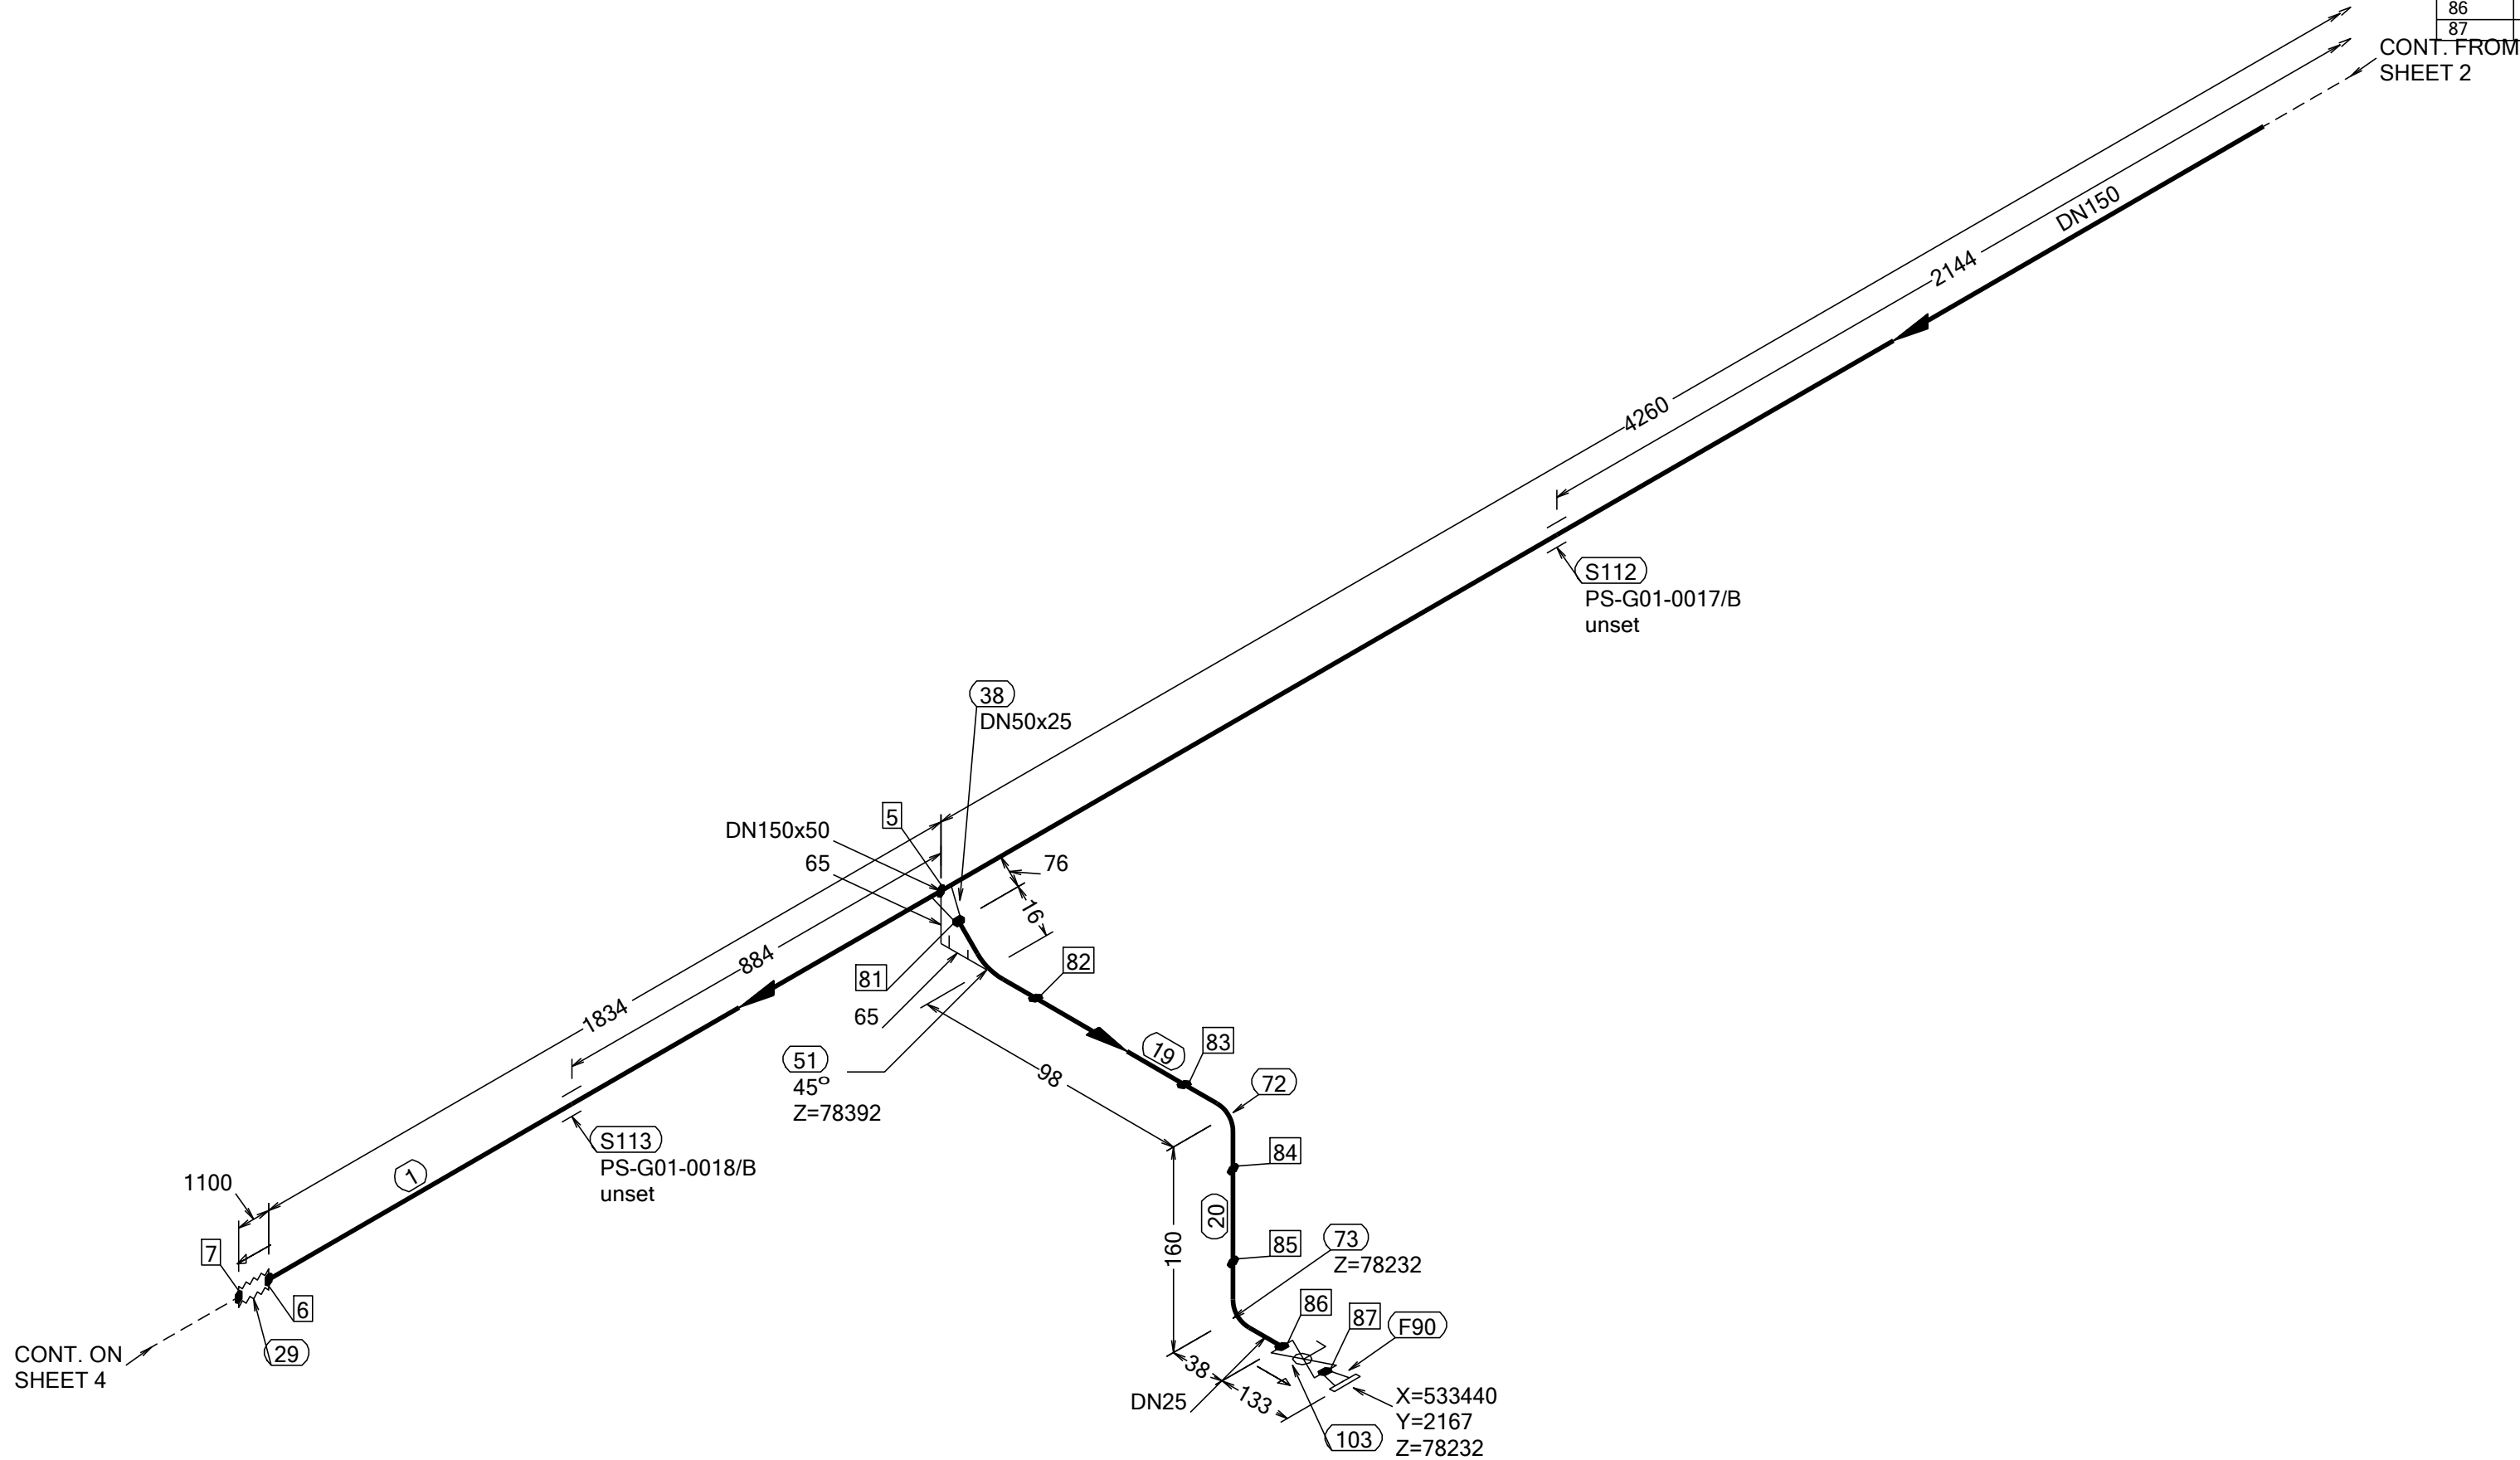 86
87
CONT. FROM
SHEET 2
DN150
2144
4260
S112
PS-G01-0017/B
unset
38
DN50x25
5
DN150x50
65
76
16
82
81
884
65
1834
83
19
98
72
51
45°
Z=78392
S113
PS-G01-0018/B
unset
84
1
1100
20
7
85
73
Z=78232
160
86
6
87
F90
29
CONT. ON
SHEET 4
38
133
DN25
X=533440
Y=2167
Z=78232
103